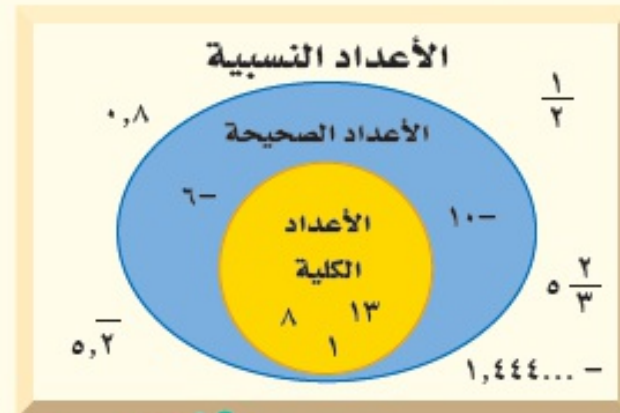 الأعداد النسبية
١/٢
٠,٨
الأعداد الصحيحة
−٦
−١٠
الأعداد
الكلية
١٣
٨
١
٥ ٢/٣
٥,٢̅
− ١,٤٤٤...